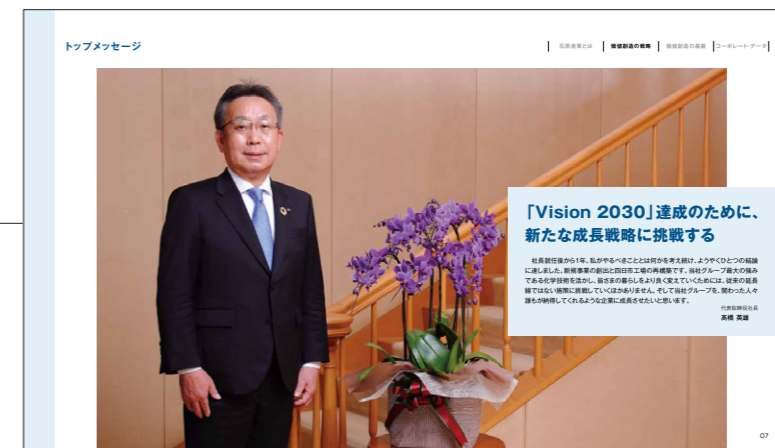 トップメッセージ
石原産業とは
価値創造の戦略
価値創造の基盤
コーポレート・データ
「Vision 2030」達成のために、
新たな成長戦略に挑戦する
社長就任後から1年、私がやるべきこととは何かを考え続け、ようやくひとつの結論
に達しました。新規事業の創出と四日市工場の再構築です。当社グループ最大の強み
である化学技術を活かし、皆さまの暮らしをより良く変えていくためには、従来の延長
線ではない施策に挑戦していくほかありません。そして当社グループを、関わった人々
誰もが納得してくれるような企業に成長させたいと思います。
代表取締役社長
髙橋 英雄
07